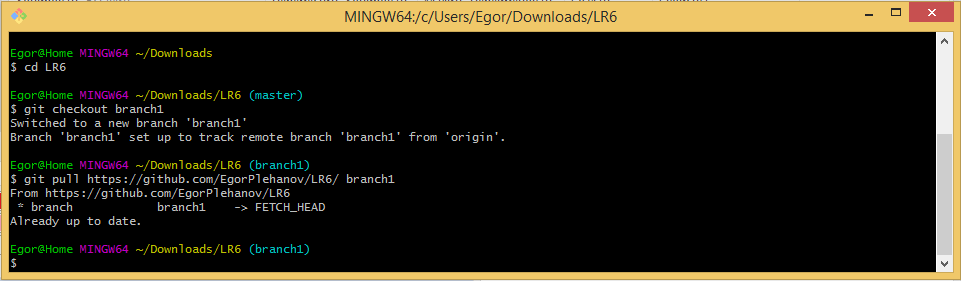 MINGW64:/c/Users/Egor/Downloads/LR6
Egor@Home MINGW64 ~/Downloads
$ cd LR6
Egor@Home MINGW64 ~/Downloads/LR6 (master)
$ git checkout branch1
Switched to a new branch 'branch1'
Branch 'branch1' set up to track remote branch 'branch1' from 'origin'.
Egor@Home MINGW64 ~/Downloads/LR6 (branch1)
$ git pull https://github.com/EgorPlehanov/LR6/ branch1
From https://github.com/EgorPlehanov/LR6
 * branch            branch1    -> FETCH_HEAD
Already up to date.
Egor@Home MINGW64 ~/Downloads/LR6 (branch1)
$